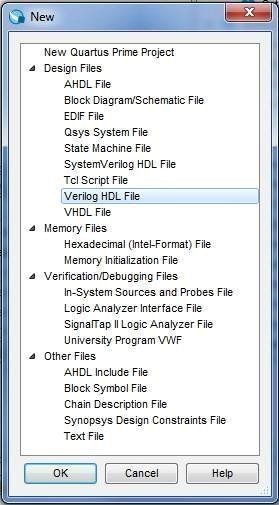 New
New Quartus Prime Project
Design Files
AHDL File
Block Diagram/Schematic File
EDIF File
Qsys System File
State Machine File
SystemVerilog HDL File
Tcl Script File
Verilog HDL File
VHDL File
Memory Files
Hexadecimal (Intel-Format) File
Memory Initialization File
Verification/Debugging Files
In-System Sources and Probes File
Logic Analyzer Interface File
SignalTap II Logic Analyzer File
University Program VWF
Other Files
AHDL Include File
Block Symbol File
Chain Description File
Synopsys Design Constraints File
Text File
OK Cancel Help